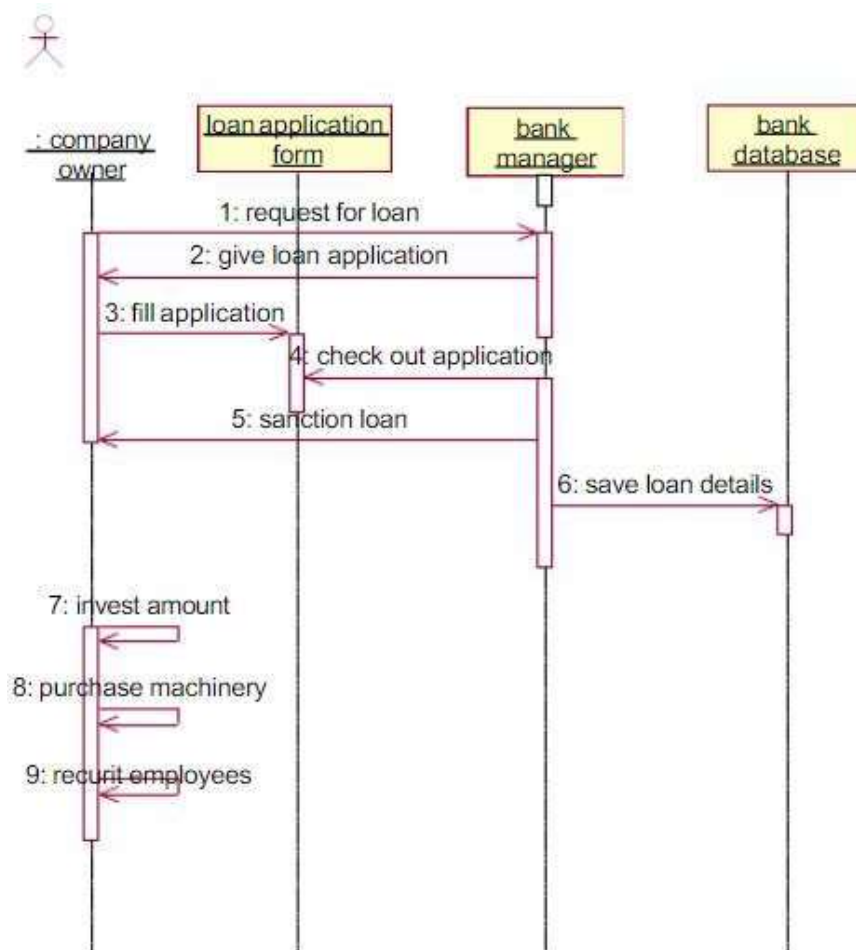 : company
owner
loan application
form
bank
manager
bank
database
1: request for loan
2: give loan application
3: fill application
4: check out application
5: sanction loan
6: save loan details
7: invest amount
8: purchase machinery
9: recurit employees